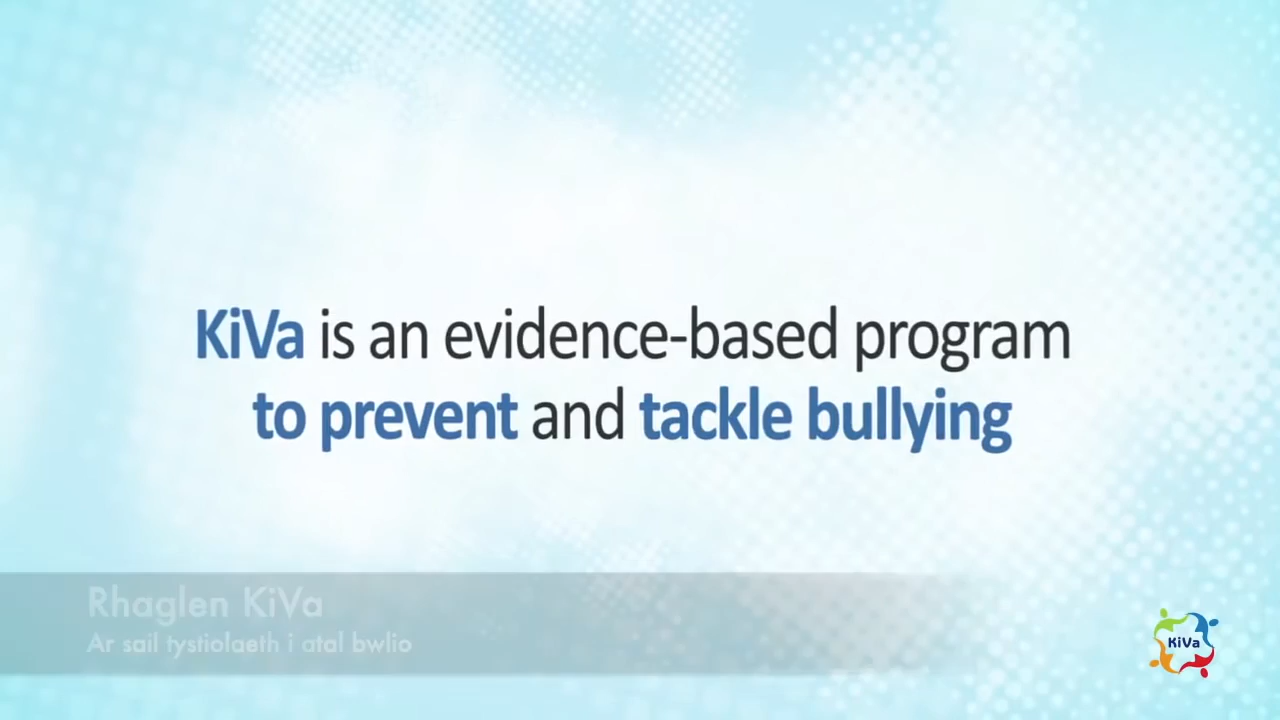 KiVa is an evidence-based program
to prevent and tackle bullying
Rhaglen KiVa
Ar sail tystiolaeth i atal bwlio
KiVa